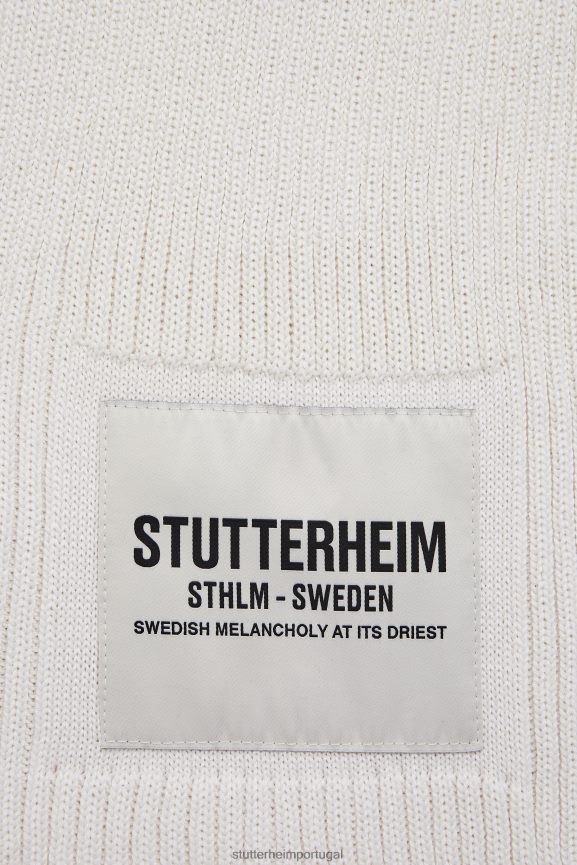 STUTTERHEIM
STHLM - SWEDEN
SWEDISH MELANCHOLY AT ITS DRIEST
stutterheimportugal